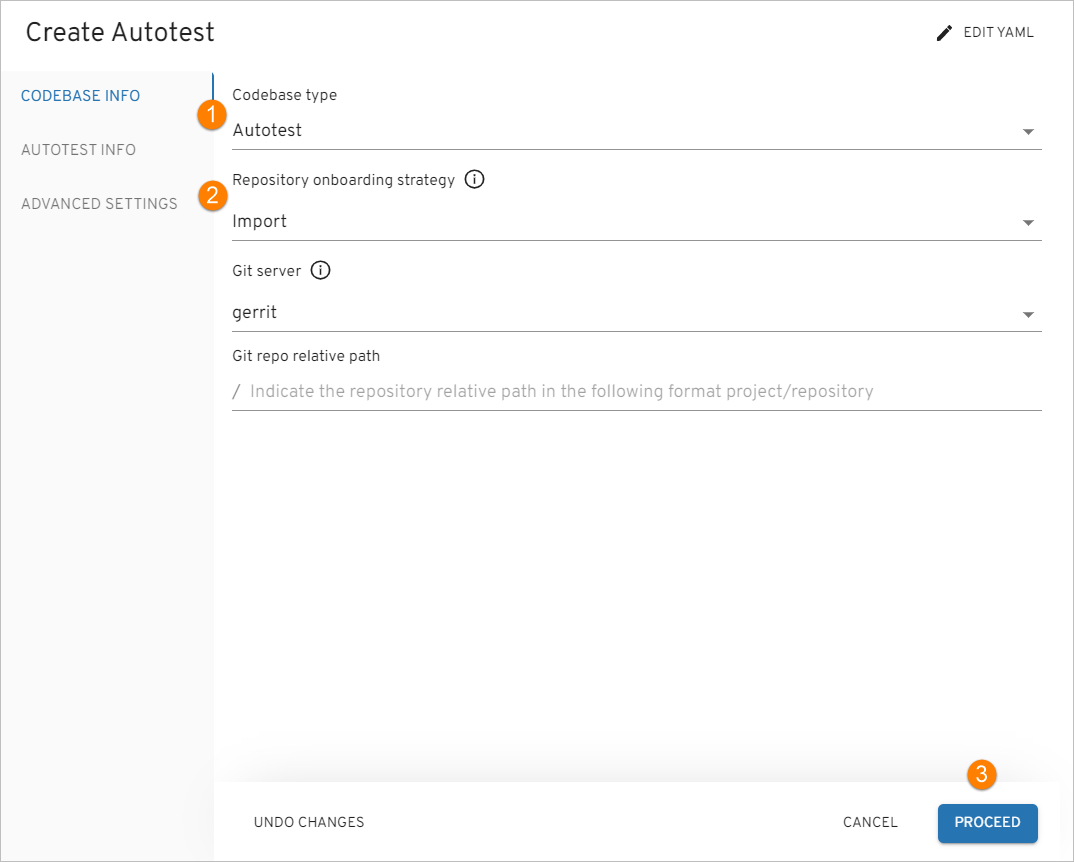 Create Autotest
EDIT YAML
CODEBASE INFO
AUTOTEST INFO
ADVANCED SETTINGS
1
Codebase type
Autotest
2
Repository onboarding strategy
Import
Git server
gerrit
Git repo relative path
/ Indicate the repository relative path in the following format project/repository
3
UNDO CHANGES
CANCEL
PROCEED